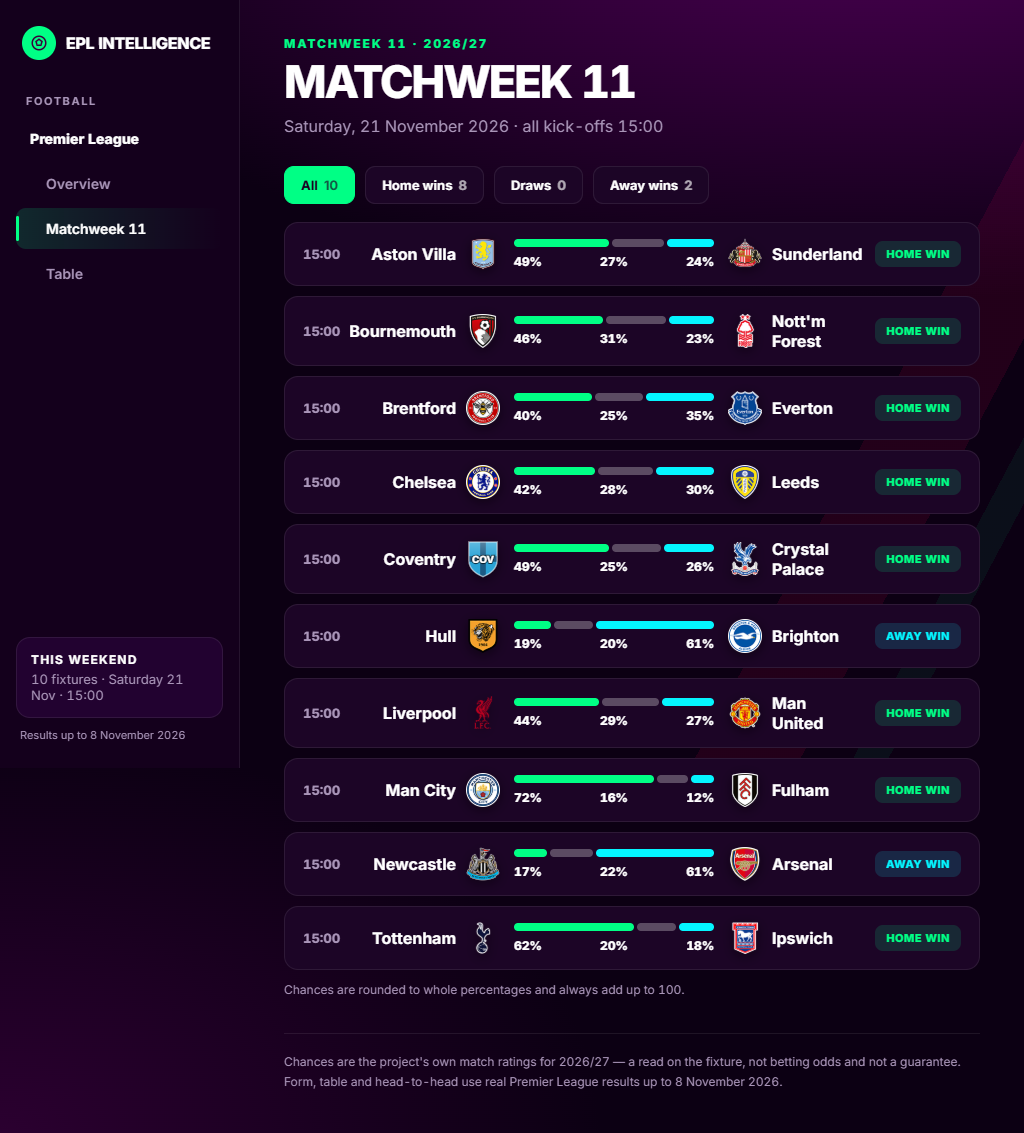 EPL INTELLIGENCE
FOOTBALL
Premier League
Overview
Matchweek 11
Table
THIS WEEKEND
10 fixtures · Saturday 21
Nov · 15:00
Results up to 8 November 2026
MATCHWEEK 11 · 2026/27
MATCHWEEK 11
Saturday, 21 November 2026 · all kick-offs 15:00
All 10 Home wins 8 Draws 0 Away wins 2
15:00 Aston Villa 49% 27% 24% Sunderland HOME WIN
15:00 Bournemouth 46% 31% 23% Nott'm
Forest HOME WIN
15:00 Brentford 40% 25% 35% Everton HOME WIN
15:00 Chelsea 42% 28% 30% Leeds HOME WIN
15:00 Coventry COV 49% 25% 26% Crystal
Palace HOME WIN
15:00 Hull 19% 20% 61% Brighton AWAY WIN
15:00 Liverpool LFC 44% 29% 27% Man
United HOME WIN
15:00 Man City 72% 16% 12% Fulham HOME WIN
15:00 Newcastle 17% 22% 61% Arsenal Arsenal AWAY WIN
15:00 Tottenham 62% 20% 18% Ipswich HOME WIN
Chances are rounded to whole percentages and always add up to 100.
Chances are the project's own match ratings for 2026/27 — a read on the fixture, not betting odds and not a guarantee.
Form, table and head-to-head use real Premier League results up to 8 November 2026.